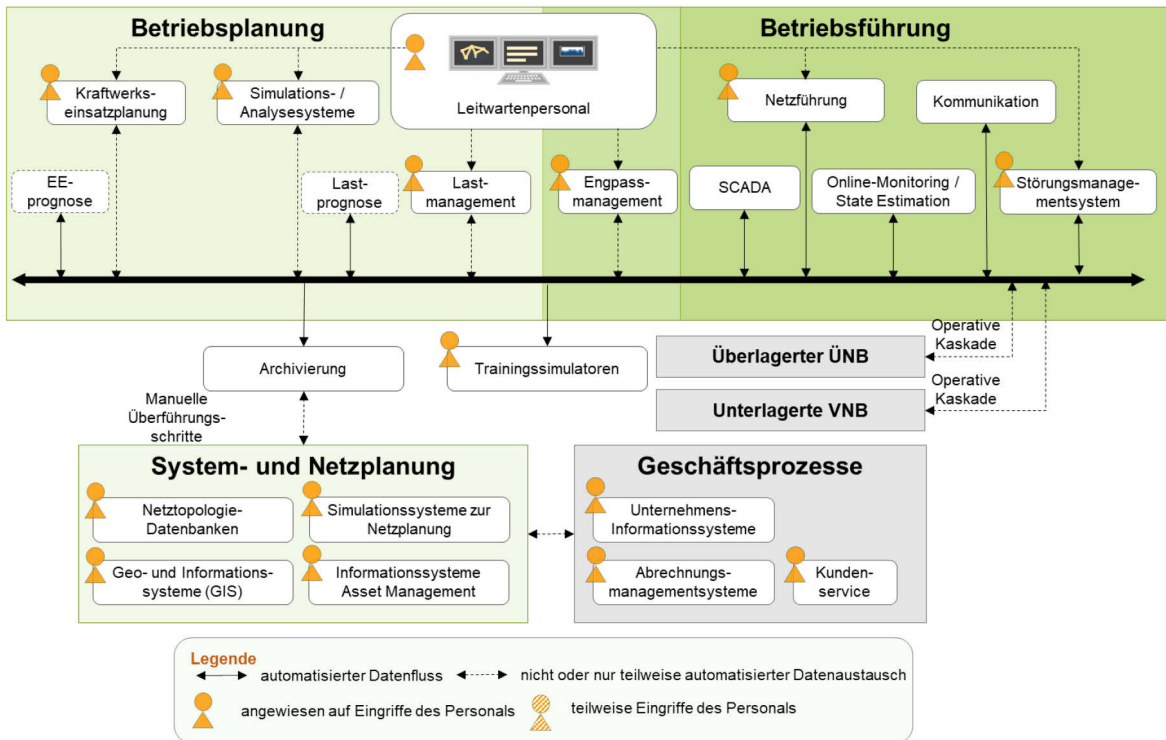 Betriebsplanung
Betriebsführung
Leitwartenpersonal
Kraftwerks-
einsatzplanung
Simulations- /
Analysesysteme
Netzführung
Kommunikation
EE-
prognose
Last-
prognose
Last-
management
Engpass-
management
SCADA
Online-Monitoring /
State Estimation
Störungsmanage-
mentsystem
Archivierung
Trainingssimulatoren
Überlagerter ÜNB
Operative
Kaskade
Unterlagerte VNB
Operative
Kaskade
Manuelle
Überführungs-
schritte
System- und Netzplanung
Netztopologie-
Datenbanken
Simulationssysteme zur
Netzplanung
Geo- und Informations-
systeme (GIS)
Informationssysteme
Asset Management
Geschäftsprozesse
Unternehmens-
Informationssysteme
Abrechnungs-
managementsysteme
Kunden-
service
Legende
automatisierter Datenfluss
nicht oder nur teilweise automatisierter Datenaustausch
angewiesen auf Eingriffe des Personals
teilweise Eingriffe des Personals